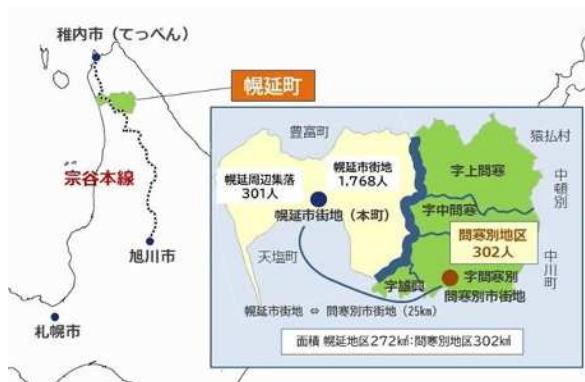 稚内市（てっぺん）
幌延町
宗谷本線
旭川市
札幌市
豊富町
猿払村
幌延市街地
1,768人
幌延周辺集落
301人
幌延市街地（本町）
字上問寒
中頓別
字中問寒
問寒別地区
302人
天塩町
中川町
字雄興
字問寒別
問寒別市街地
幌延市街地 ⇔ 問寒別市街地（25km）
面積 幌延地区272㎢:問寒別地区302㎢